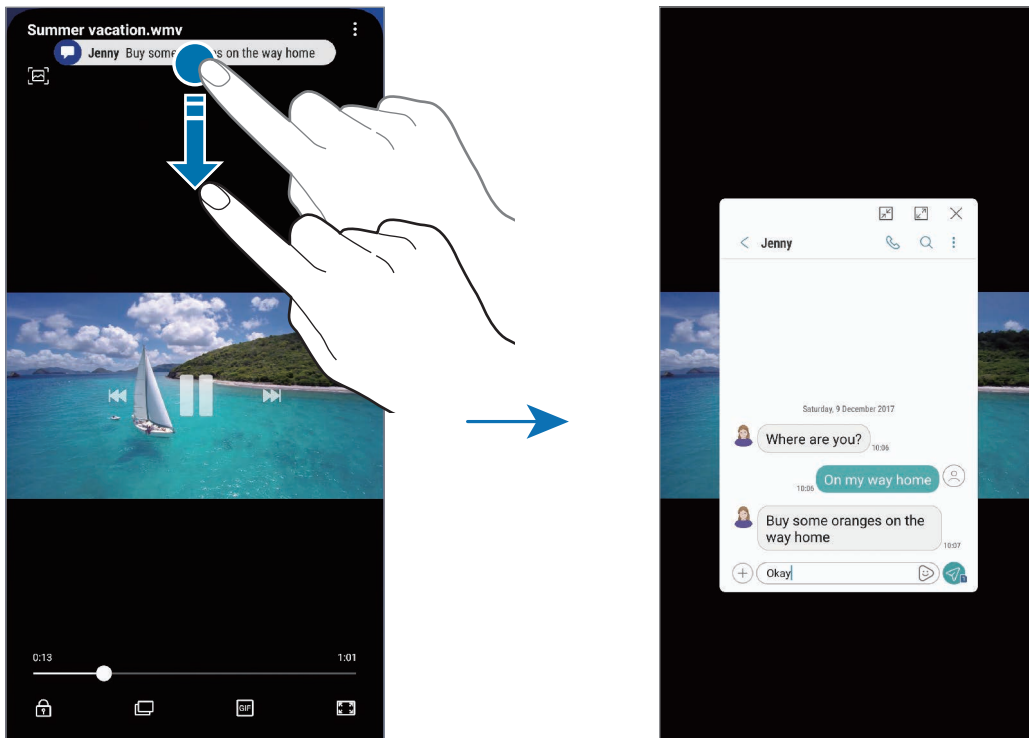 Summer vacation.wmv
Jenny Buy some s on the way home
0:13
1:01
GIF
Jenny
Saturday, 9 December 2017
Where are you?
10:06
On my way home
10:06
Buy some oranges on the
way home
10:07
Okay
1